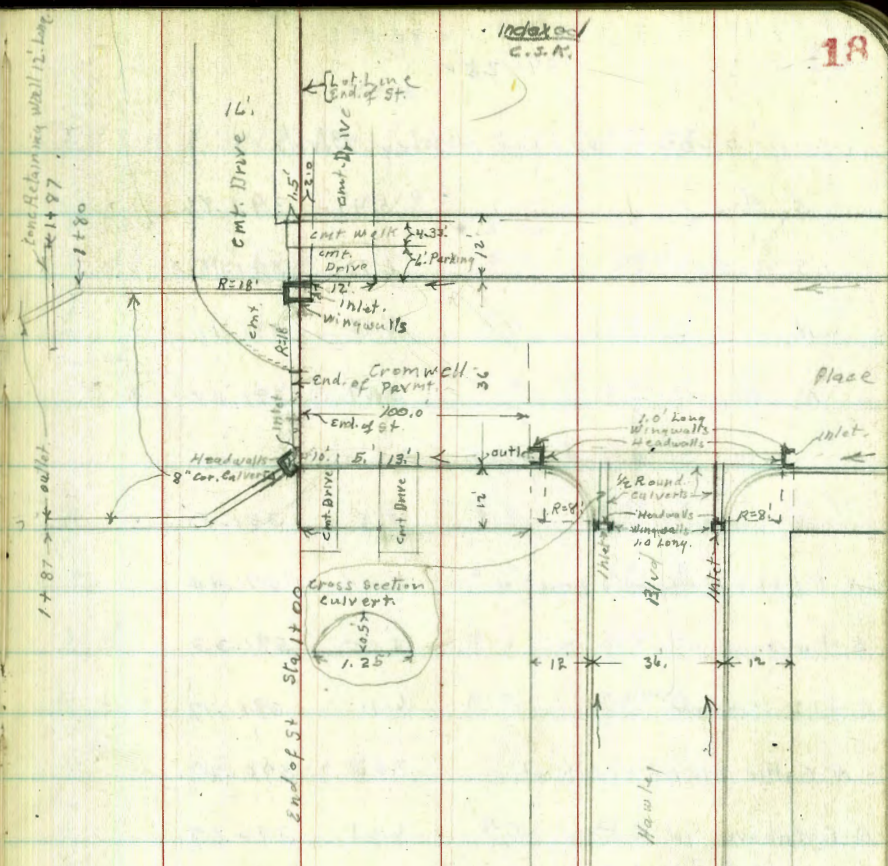 Indexed
C.S.K.
18
Lot Line
End of St.
16'.
Cmt. Drive
Cmt. Drive
1.5'
2.0
Conc Retaining Wall 12' Long
1+87
1+80
Cmt. Walk
4.33'
12'
Cmt.
Drive
6' Parking
R=18'
12'
Inlet.
Wingwalls
Cmt.
R=18'
Cromwell
Place
End of Parmt.
36
100.0'
End of St.
Inlet
1.0' Long
Wingwalls
Headwalls
Inlet.
outlet
Headwalls
8" Cor. Culverts
10'
5'
13'
Cmt. Drive
Cmt. Drive
12'
1/2 Round
Culverts
R=8'
Headwalls
R=8'
Wingwalls
1.0 Long.
Inlet
Inlet
outlet
1+87
Blvd
Cross Section
Culvert.
0.5'
1.25'
12
36.
12
End of St Sta 1+00
Hawley